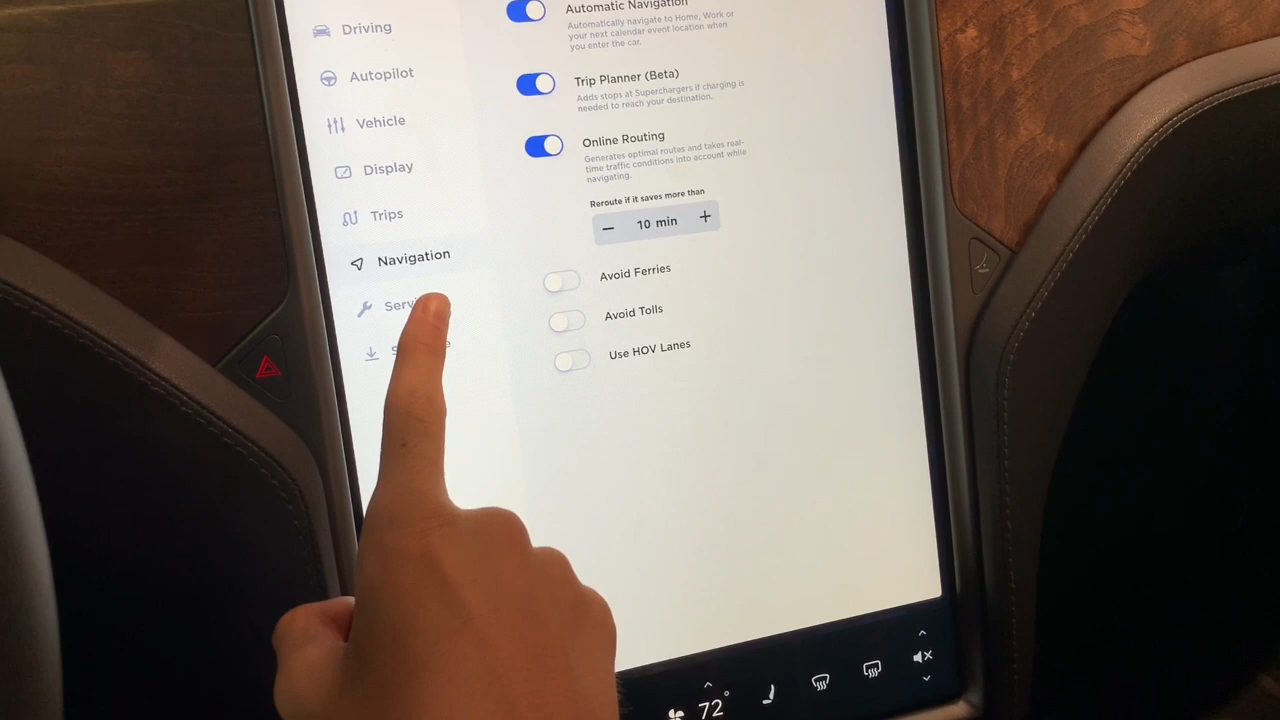 Driving
Autopilot
Vehicle
Display
Trips
Navigation
Automatic Navigation
Automatically navigate to Home, Work or
your next calendar event location when
you enter the car.
Trip Planner (Beta)
Adds stops at Superchargers if charging is
needed to reach your destination.
Online Routing
Generates optimal routes and takes real-
time traffic conditions into account while
navigating.
Reroute if it saves more than
− 10 min +
Avoid Ferries
Avoid Tolls
Use HOV Lanes
72°